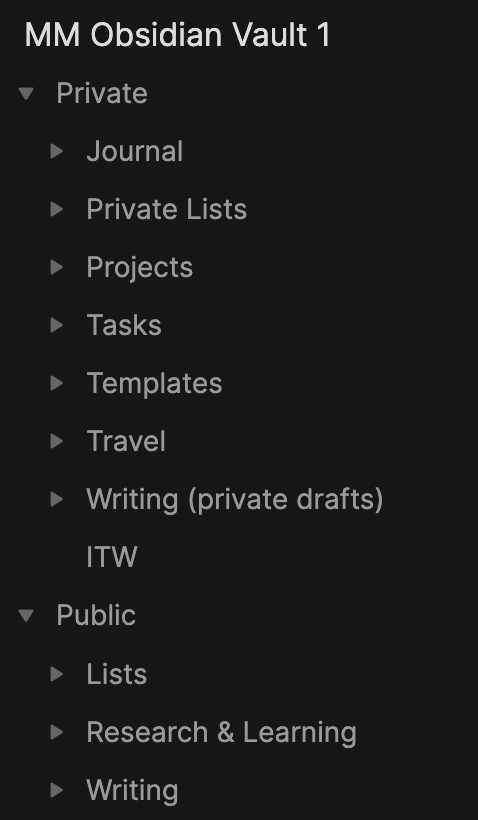 MM Obsidian Vault 1
Private
Journal
Private Lists
Projects
Tasks
Templates
Travel
Writing (private drafts)
ITW
Public
Lists
Research & Learning
Writing